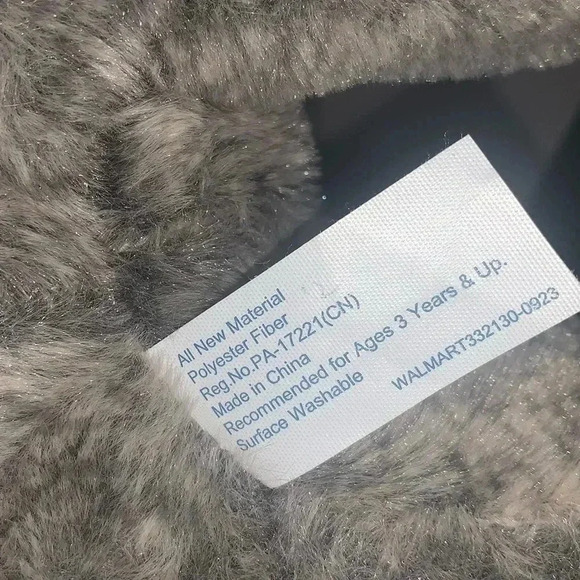 All New Material
Polyester Fiber
Reg.No.PA-17221(CN)
Made in China
Recommended for Ages 3 Years & Up.
Surface Washable
WALMART332130-0923